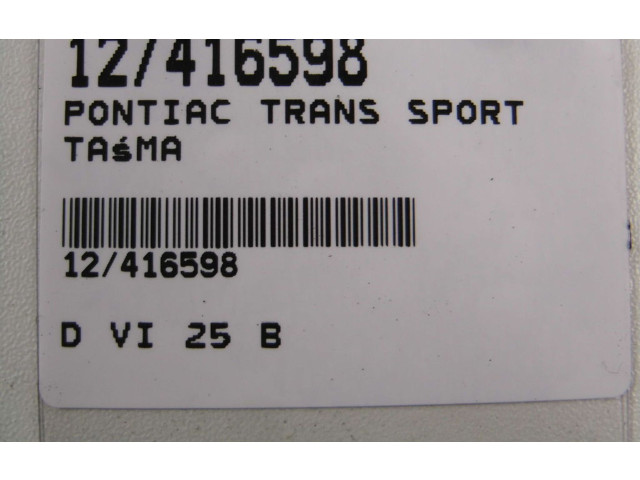 12/416598
PONTIAC TRANS SPORT
TAśMA
12/416598
D VI 25 B